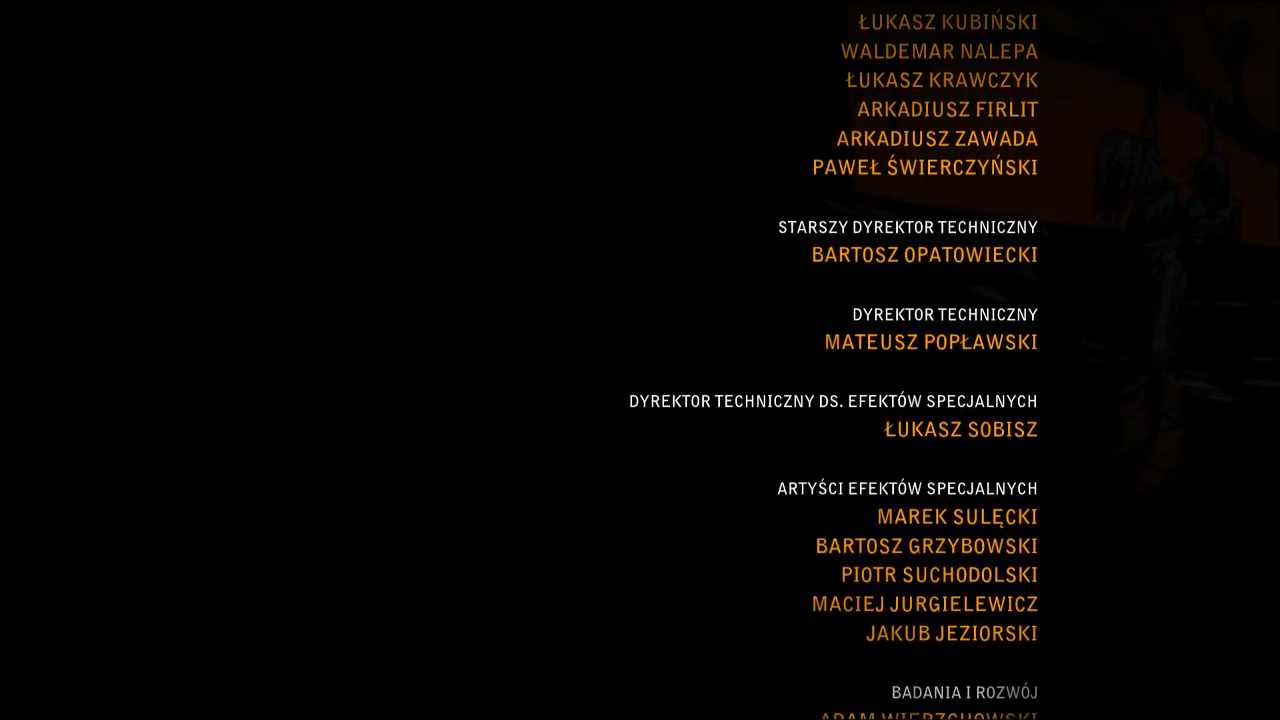 ŁUKASZ KUBIŃSKI
WALDEMAR NALEPA
ŁUKASZ KRAWCZYK
ARKADIUSZ FIRLIT
ARKADIUSZ ZAWADA
PAWEŁ ŚWIERCZYŃSKI
STARSZY DYREKTOR TECHNICZNY
BARTOSZ OPATOWIECKI
DYREKTOR TECHNICZNY
MATEUSZ POPŁAWSKI
DYREKTOR TECHNICZNY DS. EFEKTÓW SPECJALNYCH
ŁUKASZ SOBISZ
ARTYŚCI EFEKTÓW SPECJALNYCH
MAREK SULĘCKI
BARTOSZ GRZYBOWSKI
PIOTR SUCHODOLSKI
MACIEJ JURGIELEWICZ
JAKUB JEZIORSKI
BADANIA I ROZWÓJ
ADAM WIERZCHOWSKI